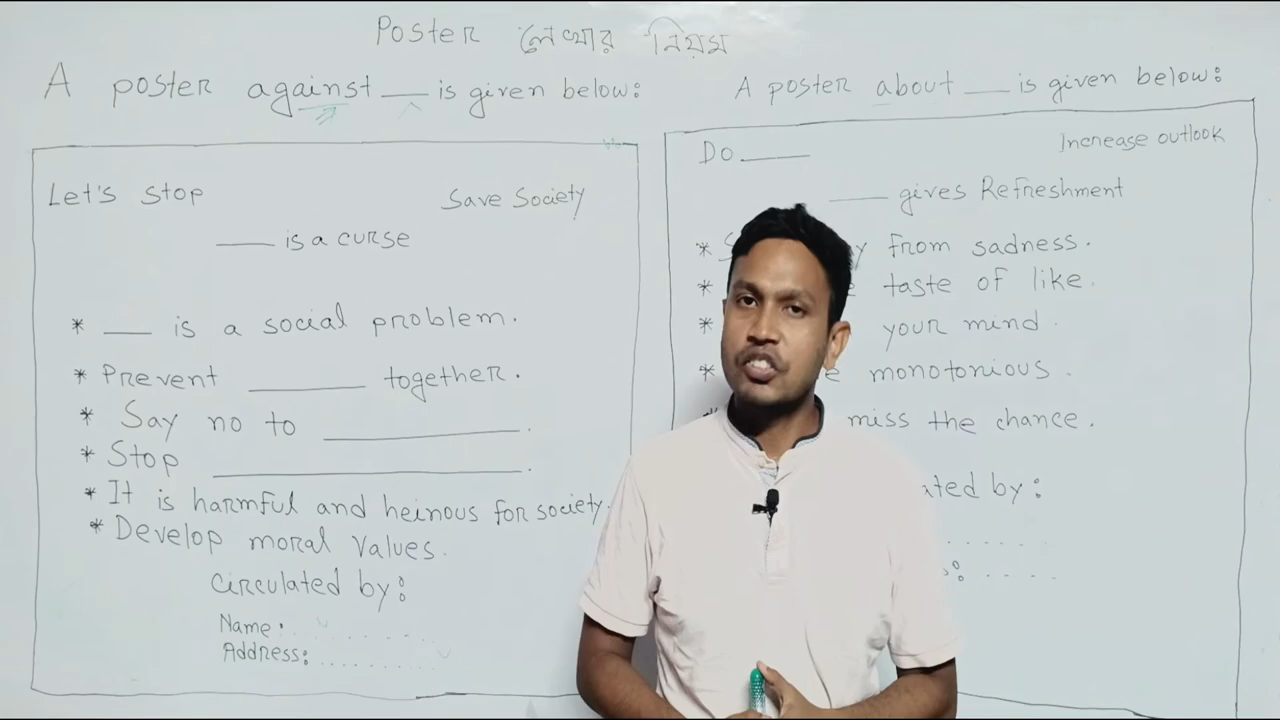 Poster লেখার নিয়ম
A poster against ___ is given below:
Let's stop
Save Society
___ is a curse
* ___ is a social problem.
* Prevent ___ together.
* Say no to ___.
* Stop ___.
* It is harmful and heinous for society.
* Develop moral values.
Circulated by:
Name: ........
Address: ........
A poster about ___ is given below:
Do ___
Increase outlook
___ gives Refreshment
* from sadness.
* taste of like.
* your mind.
* monotonious.
* miss the chance.
by: